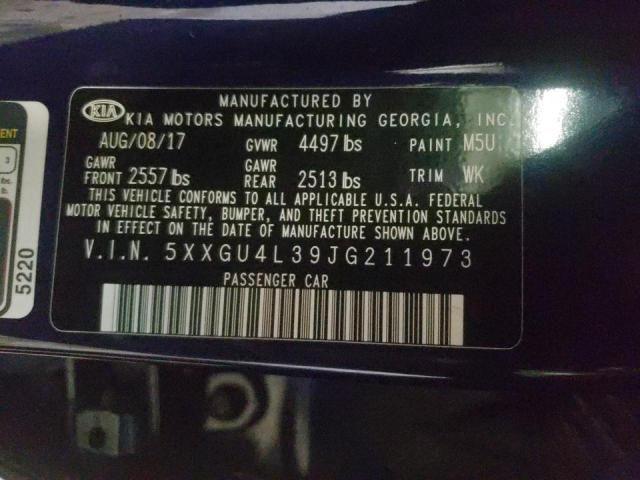 MANUFACTURED BY
KIA KIA MOTORS MANUFACTURING GEORGIA, INC.
AUG/08/17 GVWR 4497 lbs PAINT M5U
GAWR FRONT 2557 lbs GAWR REAR 2513 lbs TRIM WK
THIS VEHICLE CONFORMS TO ALL APPLICABLE U.S.A. FEDERAL
MOTOR VEHICLE SAFETY, BUMPER, AND THEFT PREVENTION STANDARDS
IN EFFECT ON THE DATE OF MANUFACTURE SHOWN ABOVE.
V.I.N. 5XXGU4L39JG211973
PASSENGER CAR
3
5220